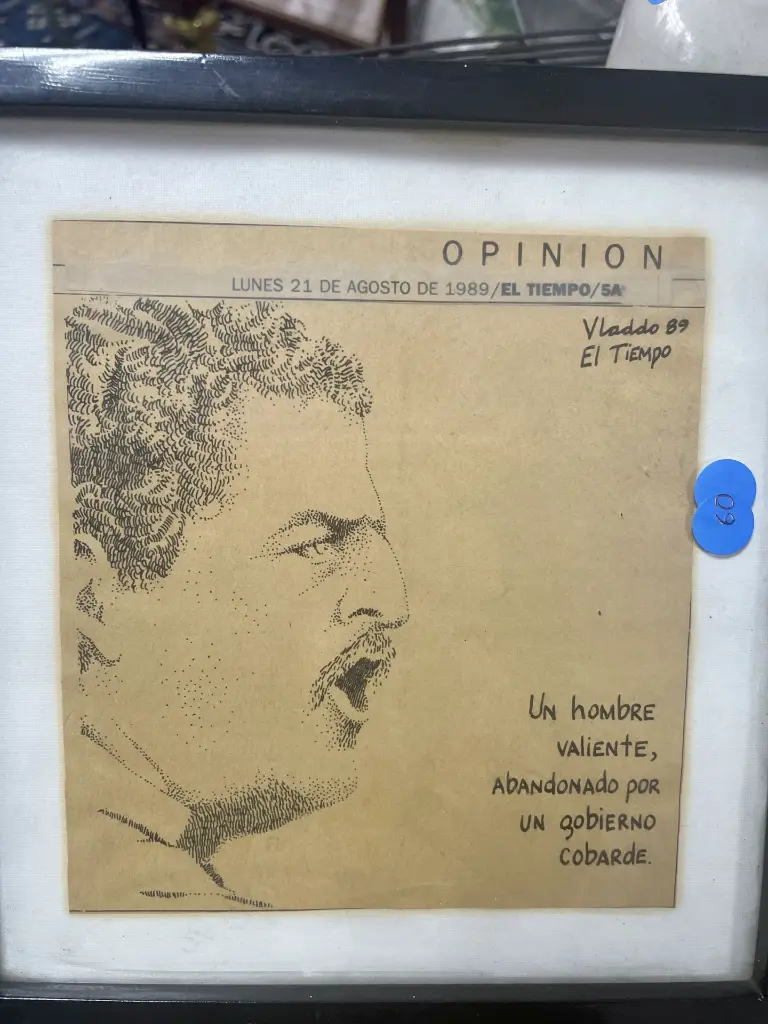 OPINION
LUNES 21 DE AGOSTO DE 1989/EL TIEMPO/5A
Vladdo 89
El TiEMPO
UN hOMBRE
VALiENTE,
AbANdONAdO pOR
UN gObiERNO
CObARdE.
60